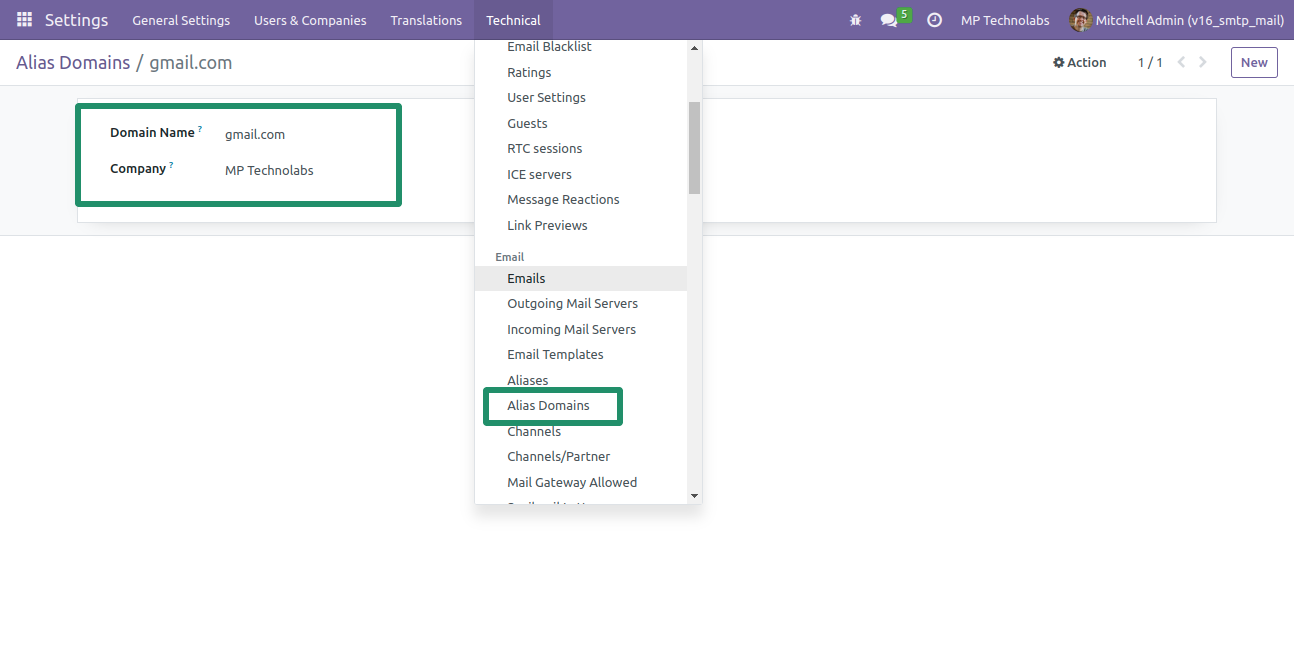 Settings General Settings Users & Companies Translations Technical 5 MP Technolabs Mitchell Admin (v16_smtp_mail)
Alias Domains / gmail.com Action 1 / 1 New
Domain Name ? gmail.com
Company ? MP Technolabs
Email Blacklist
Ratings
User Settings
Guests
RTC sessions
ICE servers
Message Reactions
Link Previews
Email
Emails
Outgoing Mail Servers
Incoming Mail Servers
Email Templates
Aliases
Alias Domains
Channels
Channels/Partner
Mail Gateway Allowed